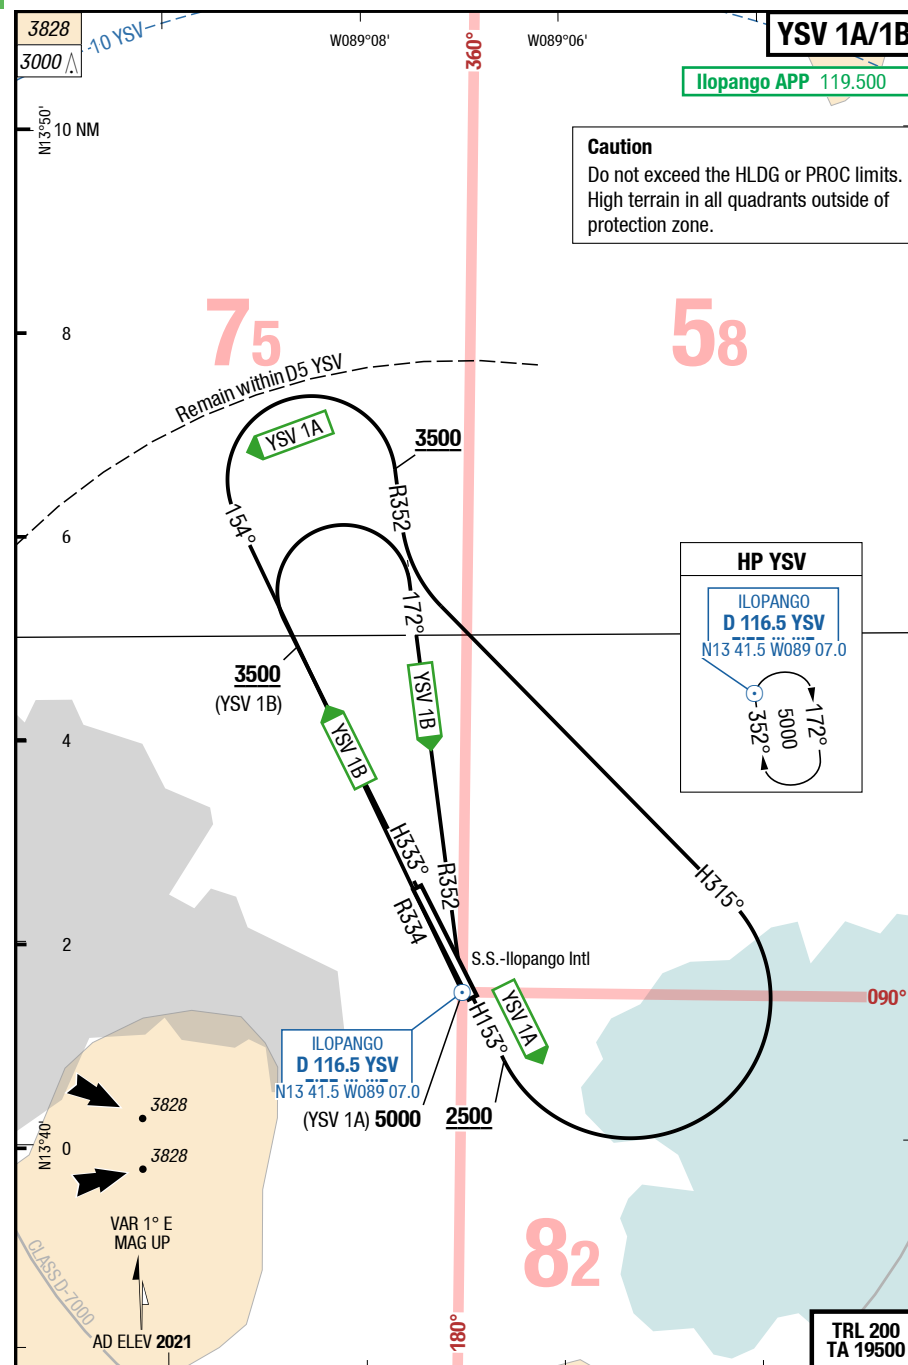 3828
3000
10 YSV
W089°08'
360°
W089°06'
YSV 1A/1B
Ilopango APP 119.500
N13°50'
10 NM
Caution
Do not exceed the HLDG or PROC limits.
High terrain in all quadrants outside of
protection zone.
75
58
8
Remain within D5 YSV
YSV 1A
3500
R352
154°
6
HP YSV
ILOPANGO
D 116.5 YSV
N13 41.5 W089 07.0
352°
5000
172°
172°
3500
(YSV 1B)
YSV 1B
YSV 1B
4
H333°
R334
R352
H315°
2
S.S.-Ilopango Intl
090°
YSV 1A
H153°
ILOPANGO
D 116.5 YSV
N13 41.5 W089 07.0
(YSV 1A) 5000
2500
3828
3828
N13°40'
0
VAR 1° E
MAG UP
82
CLASS D-7000
AD ELEV 2021
180°
TRL 200
TA 19500